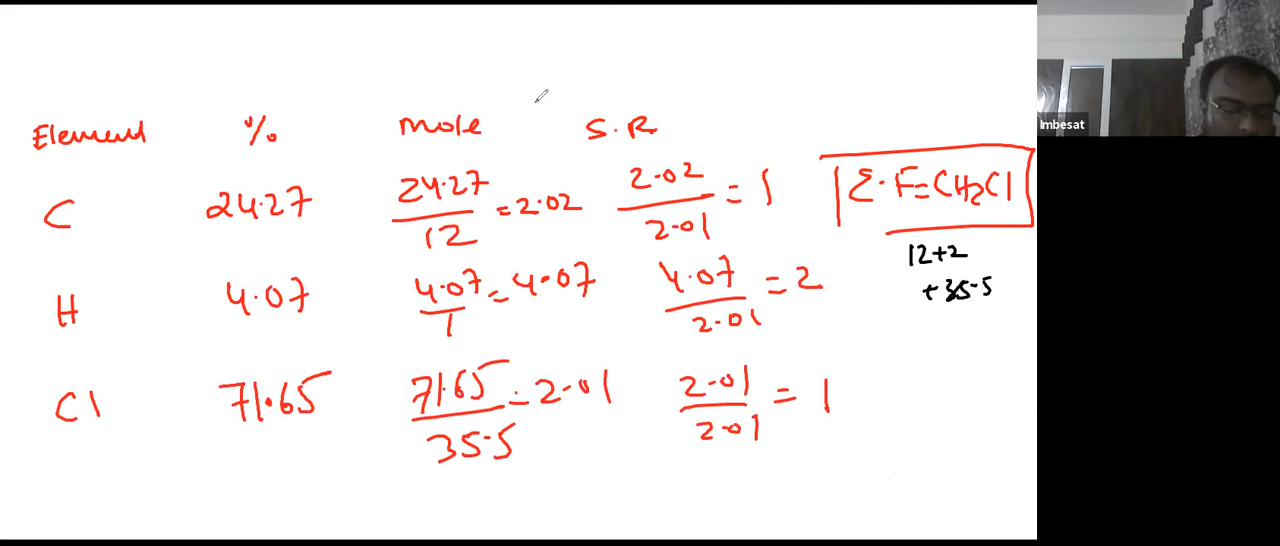 Element % mole S.R
C 24.27 24.27/12 = 2.02 2.02/2.01 = 1
E.F=CH2Cl
12+2
+35.5
H 4.07 4.07/1 = 4.07 4.07/2.01 = 2
Cl 71.65 71.65/35.5 = 2.01 2.01/2.01 = 1
Imbesat